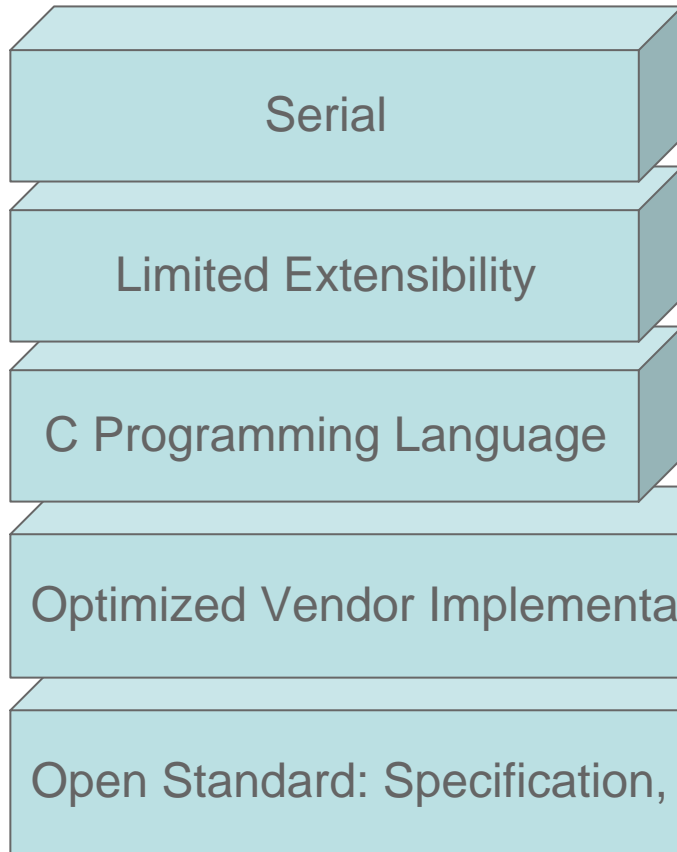 Serial
Limited Extensibility
C Programming Language
Optimized Vendor Implementa
Open Standard: Specification,